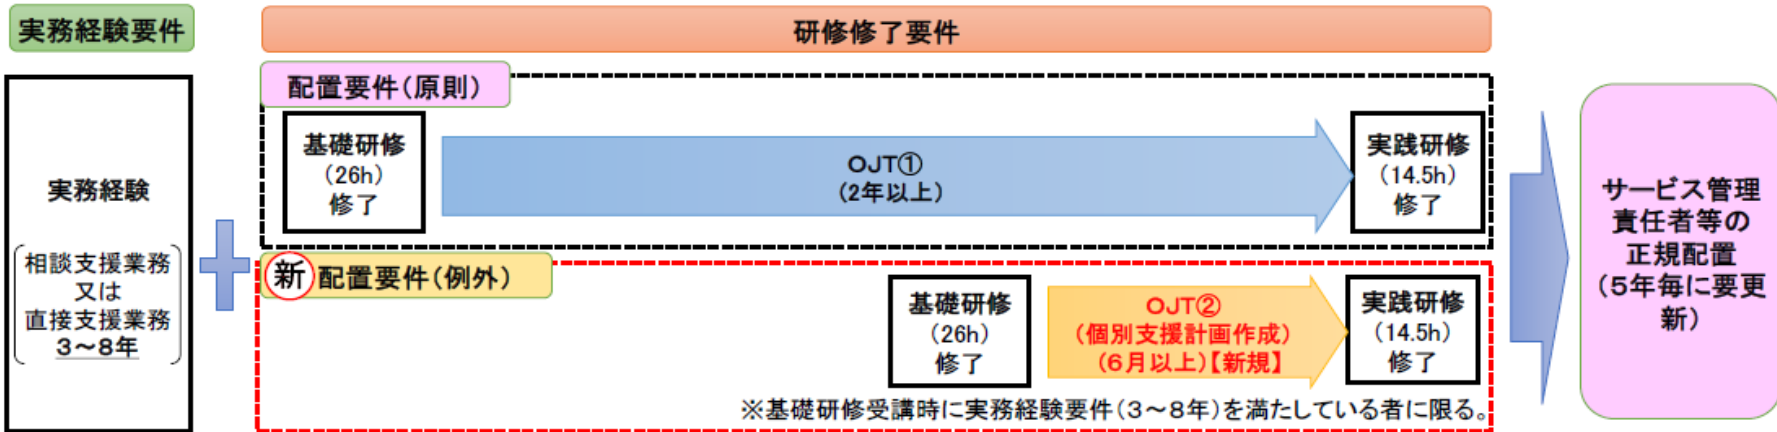 実務経験要件
研修修了要件
実務経験
相談支援業務
又は
直接支援業務
3～8年
配置要件(原則)
基礎研修
(26h)
修了
OJT①
(2年以上)
実践研修
(14.5h)
修了
新 配置要件(例外)
基礎研修
(26h)
修了
OJT②
(個別支援計画作成)
(6月以上)【新規】
実践研修
(14.5h)
修了
※基礎研修受講時に実務経験要件(3～8年)を満たしている者に限る。
サービス管理
責任者等の
正規配置
(5年毎に要更
新)